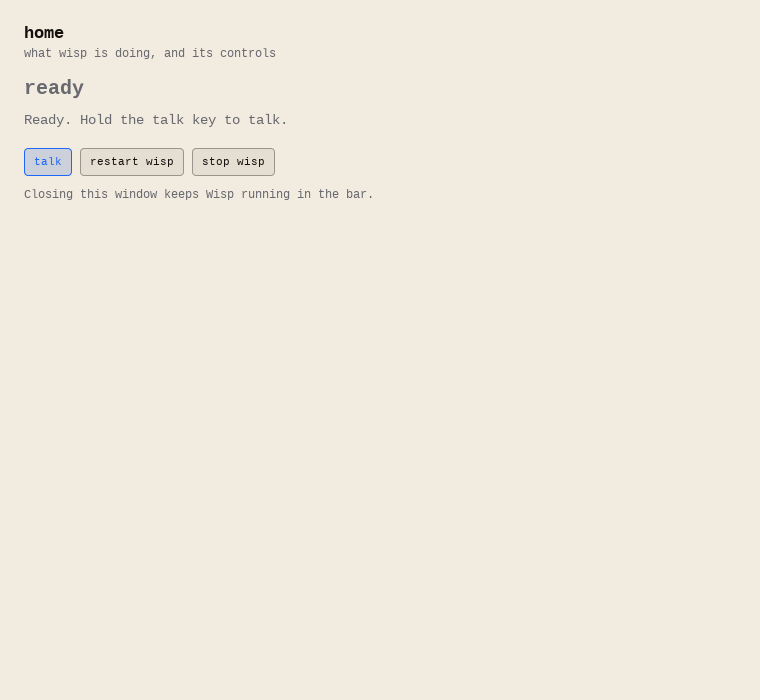 home
what wisp is doing, and its controls
ready
Ready. Hold the talk key to talk.
talk restart wisp stop wisp
Closing this window keeps Wisp running in the bar.